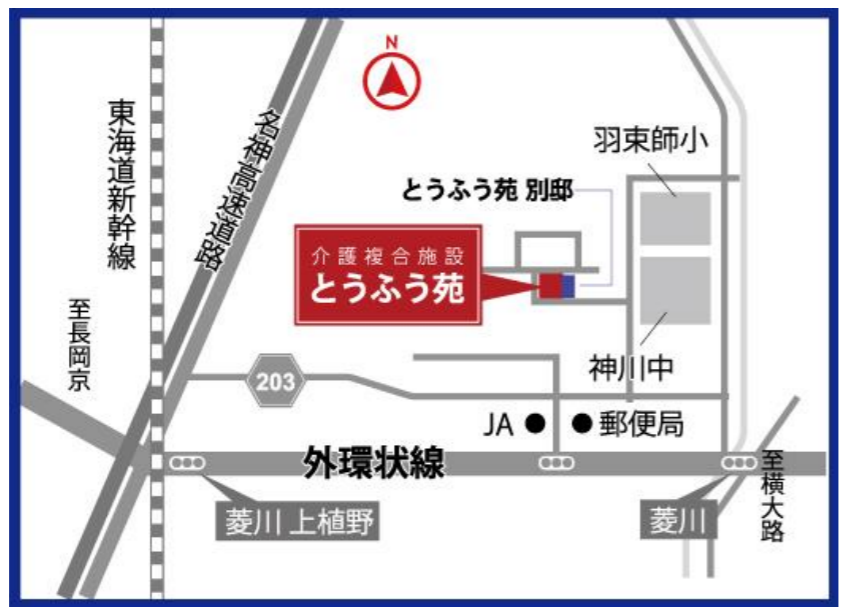 N
東海道新幹線
名神高速道路
羽束師小
とうふう苑 別邸
介護複合施設
とうふう苑
至長岡京
神川中
203
JA
郵便局
外環状線
至横大路
菱川 上植野
菱川